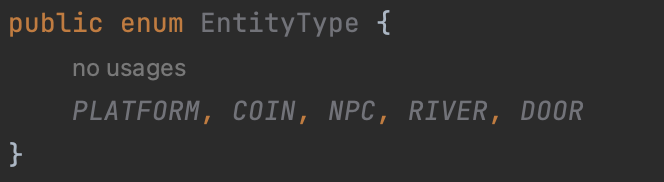 public enum EntityType {
no usages
PLATFORM, COIN, NPC, RIVER, DOOR
}